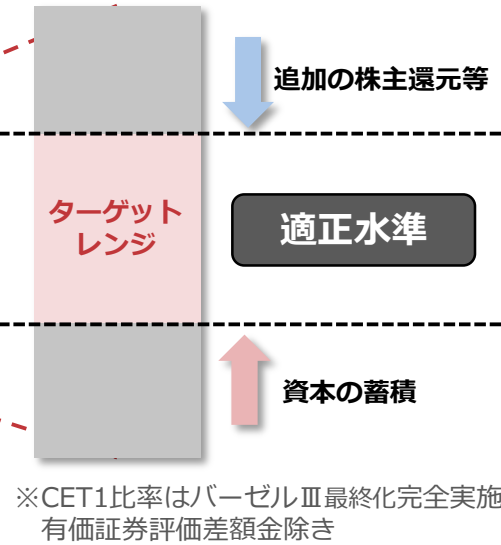 追加の株主還元等
ターゲット
レンジ
適正水準
資本の蓄積
※CET1比率はバーゼルⅢ最終化完全実施
有価証券評価差額金除き